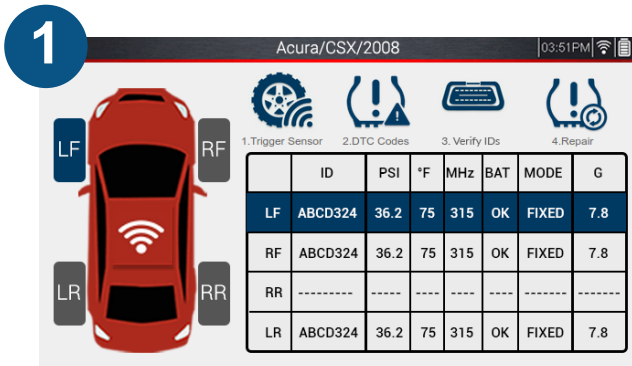 1
Acura/CSX/2008 03:51PM
1.Trigger Sensor 2.DTC Codes 3. Verify IDs 4.Repair
LF RF
LR RR
ID PSI °F MHz BAT MODE G
LF ABCD324 36.2 75 315 OK FIXED 7.8
RF ABCD324 36.2 75 315 OK FIXED 7.8
RR --------- ----- ---- ---- ---- ------- -------
LR ABCD324 36.2 75 315 OK FIXED 7.8